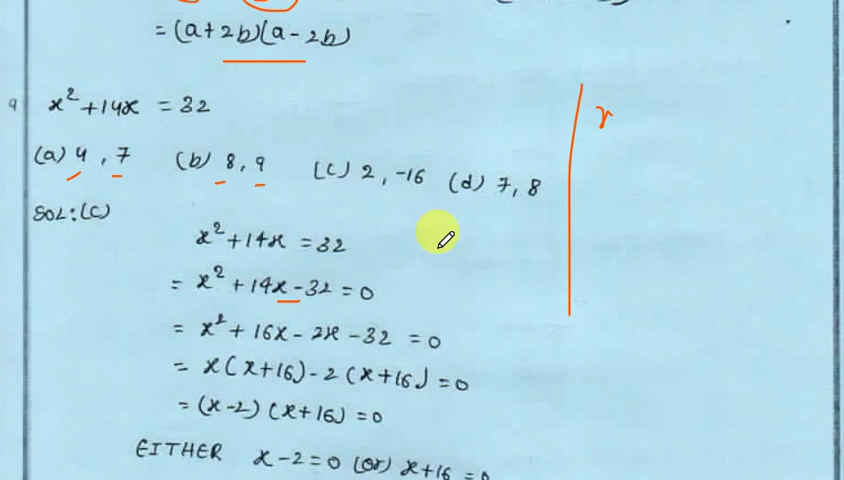 = (a+2b)(a-2b)
9 x²+14x = 32
(a) 4 , 7 (b) 8, 9 (c) 2, -16 (d) 7, 8
SOL:(C)
x²+14x = 32
= x² + 14x - 32 = 0
= x² + 16x - 2x - 32 = 0
= x(x+16) - 2(x+16) = 0
= (x-2) (x+16) = 0
EITHER x-2=0 (or) x+16 = 0